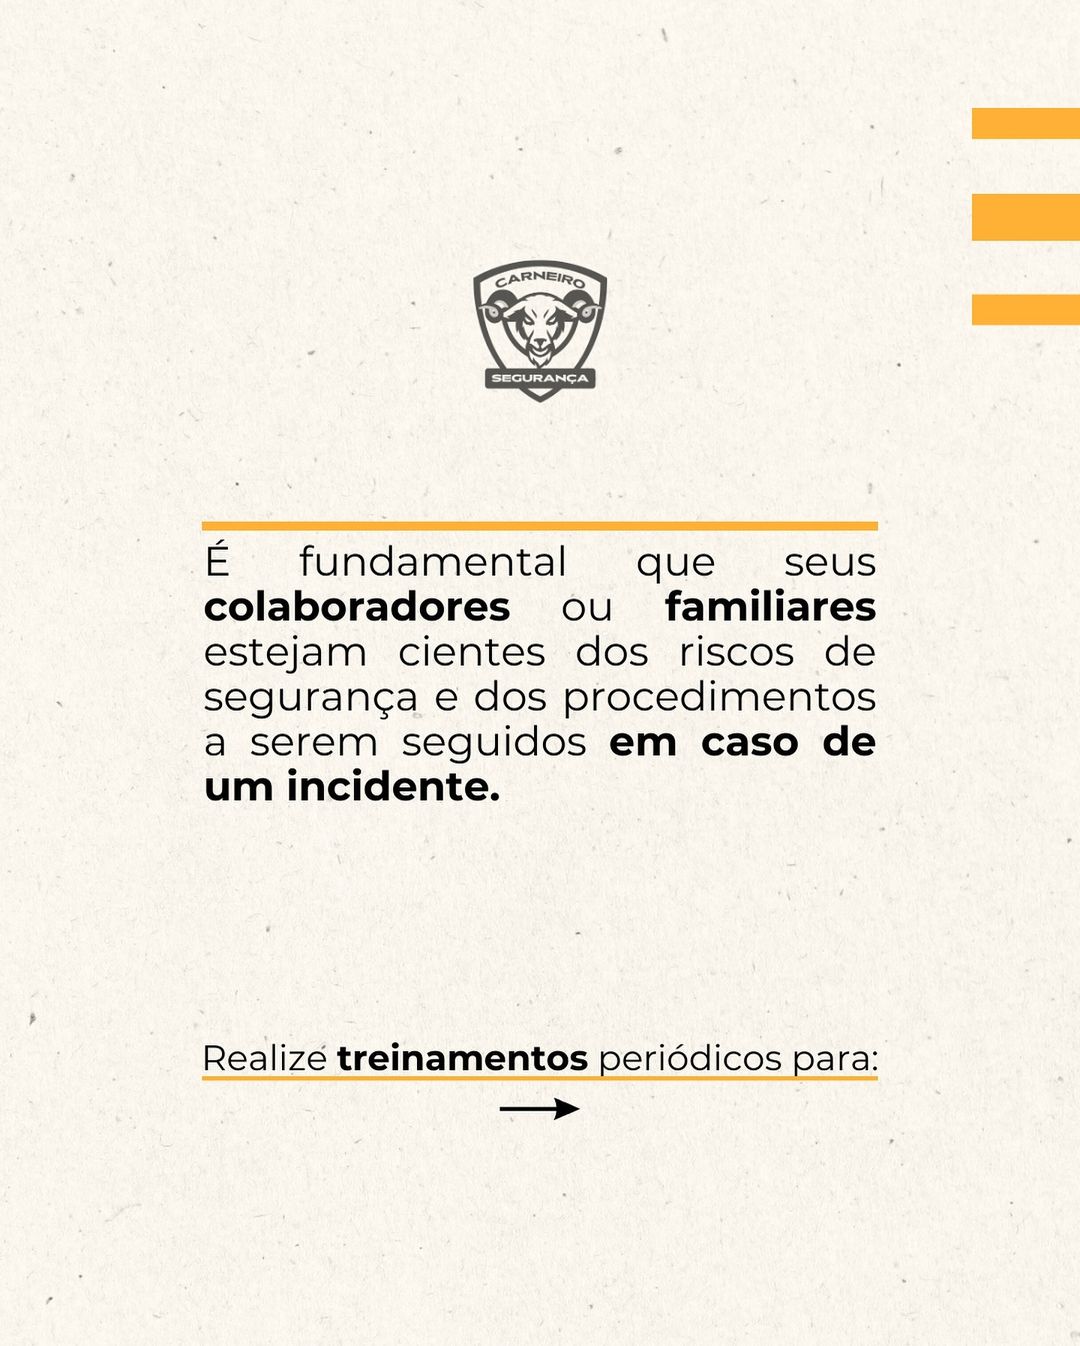 CARNEIRO
SEGURANÇA
É fundamental que seus
colaboradores ou familiares
estejam cientes dos riscos de
segurança e dos procedimentos
a serem seguidos em caso de
um incidente.
Realize treinamentos periódicos para: